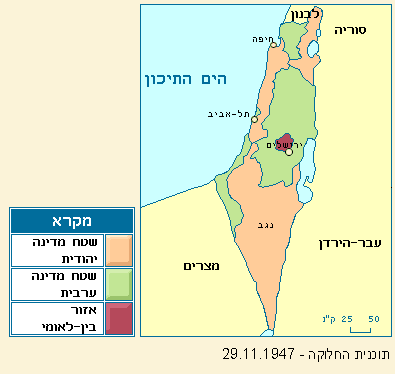 לבנון
סוריה
חיפה
הים התיכון
תל-אביב
ירושלים
נגב
עבר-הירדן
מצרים
מקרא
שטח מדינה
יהודית
שטח מדינה
ערבית
אזור
בין-לאומי
50 25 ק"מ
תוכנית החלוקה - 29.11.1947